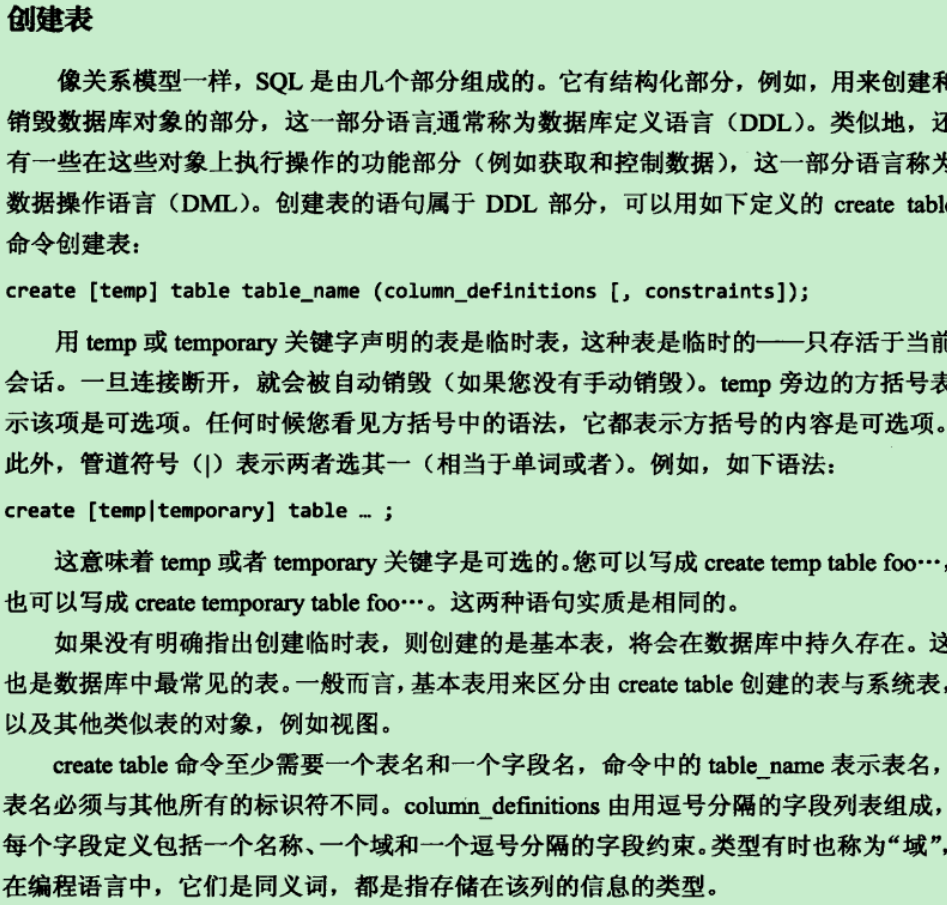 创建表
像关系模型一样，SQL 是由几个部分组成的。它有结构化部分，例如，用来创建和
销毁数据库对象的部分，这一部分语言通常称为数据库定义语言（DDL）。类似地，还
有一些在这些对象上执行操作的功能部分（例如获取和控制数据），这一部分语言称为
数据操作语言（DML）。创建表的语句属于 DDL 部分，可以用如下定义的 create table
命令创建表：
create [temp] table table_name (column_definitions [, constraints]);
用 temp 或 temporary 关键字声明的表是临时表，这种表是临时的——只存活于当前
会话。一旦连接断开，就会被自动销毁（如果您没有手动销毁）。temp 旁边的方括号表
示该项是可选项。任何时候您看见方括号中的语法，它都表示方括号的内容是可选项。
此外，管道符号（|）表示两者选其一（相当于单词或者）。例如，如下语法：
create [temp|temporary] table … ;
这意味着 temp 或者 temporary 关键字是可选的。您可以写成 create temp table foo…，
也可以写成 create temporary table foo…。这两种语句实质是相同的。
如果没有明确指出创建临时表，则创建的是基本表，将会在数据库中持久存在。这
也是数据库中最常见的表。一般而言，基本表用来区分由 create table 创建的表与系统表，
以及其他类似表的对象，例如视图。
create table 命令至少需要一个表名和一个字段名，命令中的 table_name 表示表名，
表名必须与其他所有的标识符不同。column_definitions 由用逗号分隔的字段列表组成，
每个字段定义包括一个名称、一个域和一个逗号分隔的字段约束。类型有时也称为“域”，
在编程语言中，它们是同义词，都是指存储在该列的信息的类型。